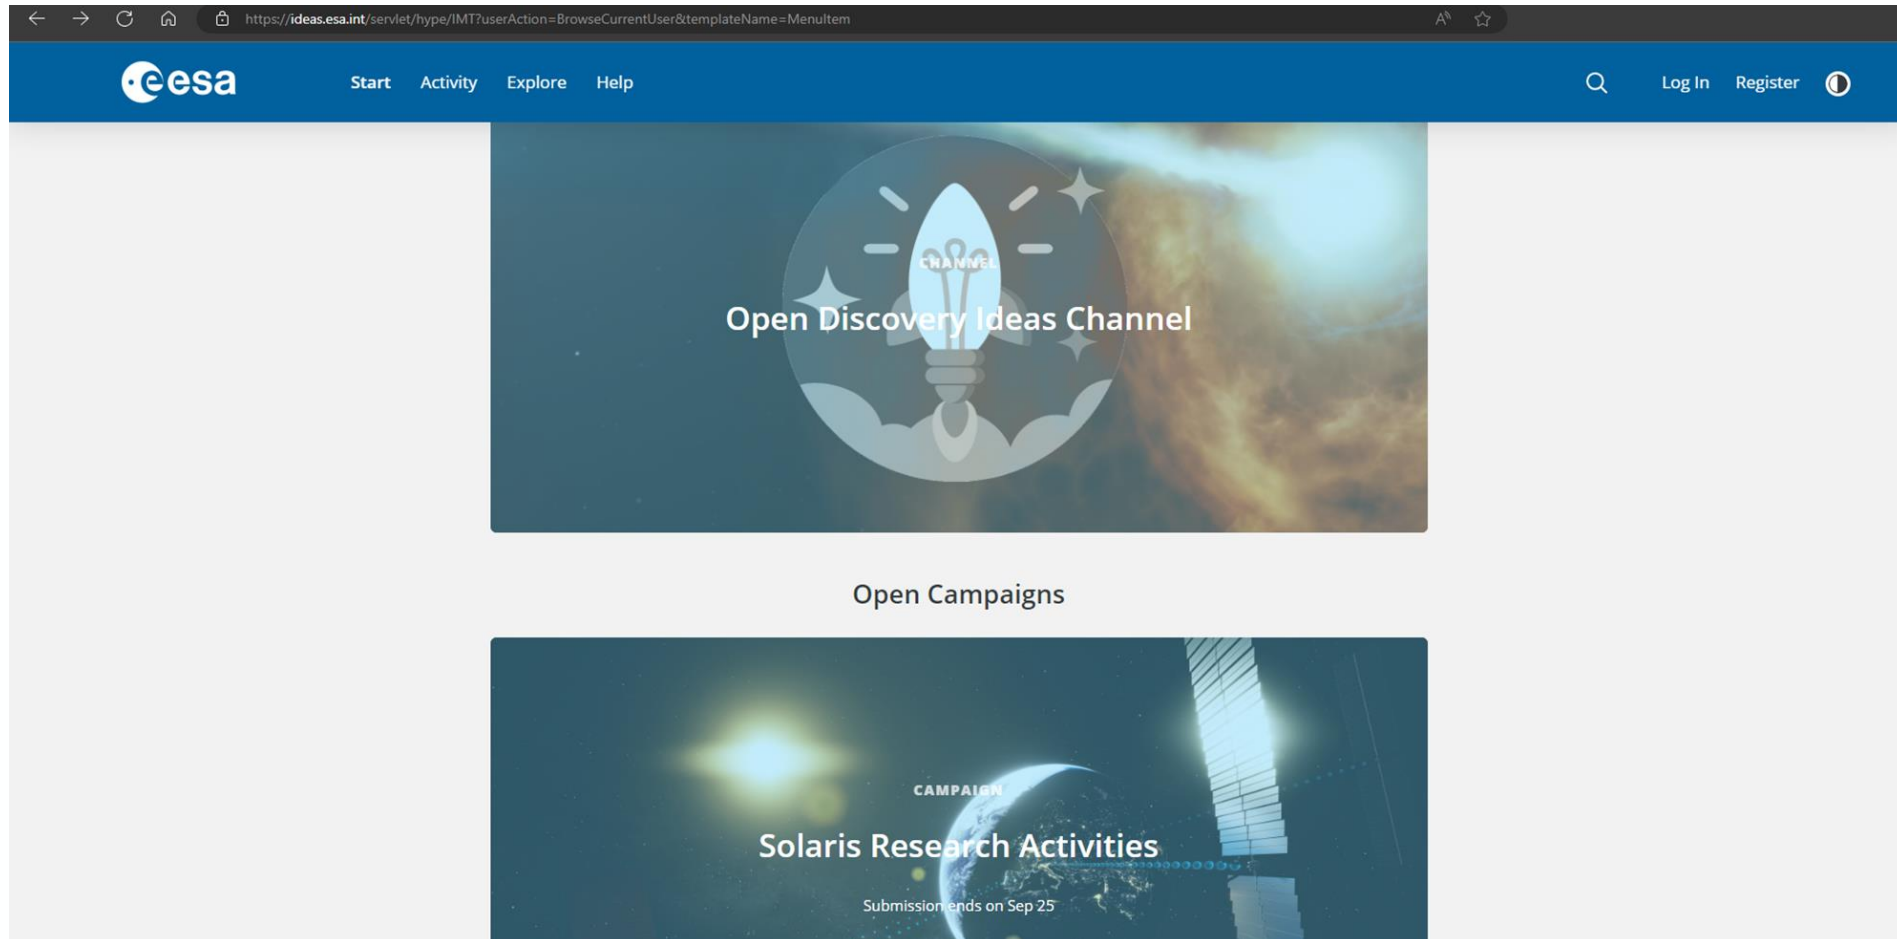 https://ideas.esa.int/servlet/hype/IMT?userAction=BrowseCurrentUser&templateName=MenuItem
esa Start Activity Explore Help Log In Register
CHANNEL
Open Discovery Ideas Channel
Open Campaigns
CAMPAIGN
Solaris Research Activities
Submission ends on Sep 25